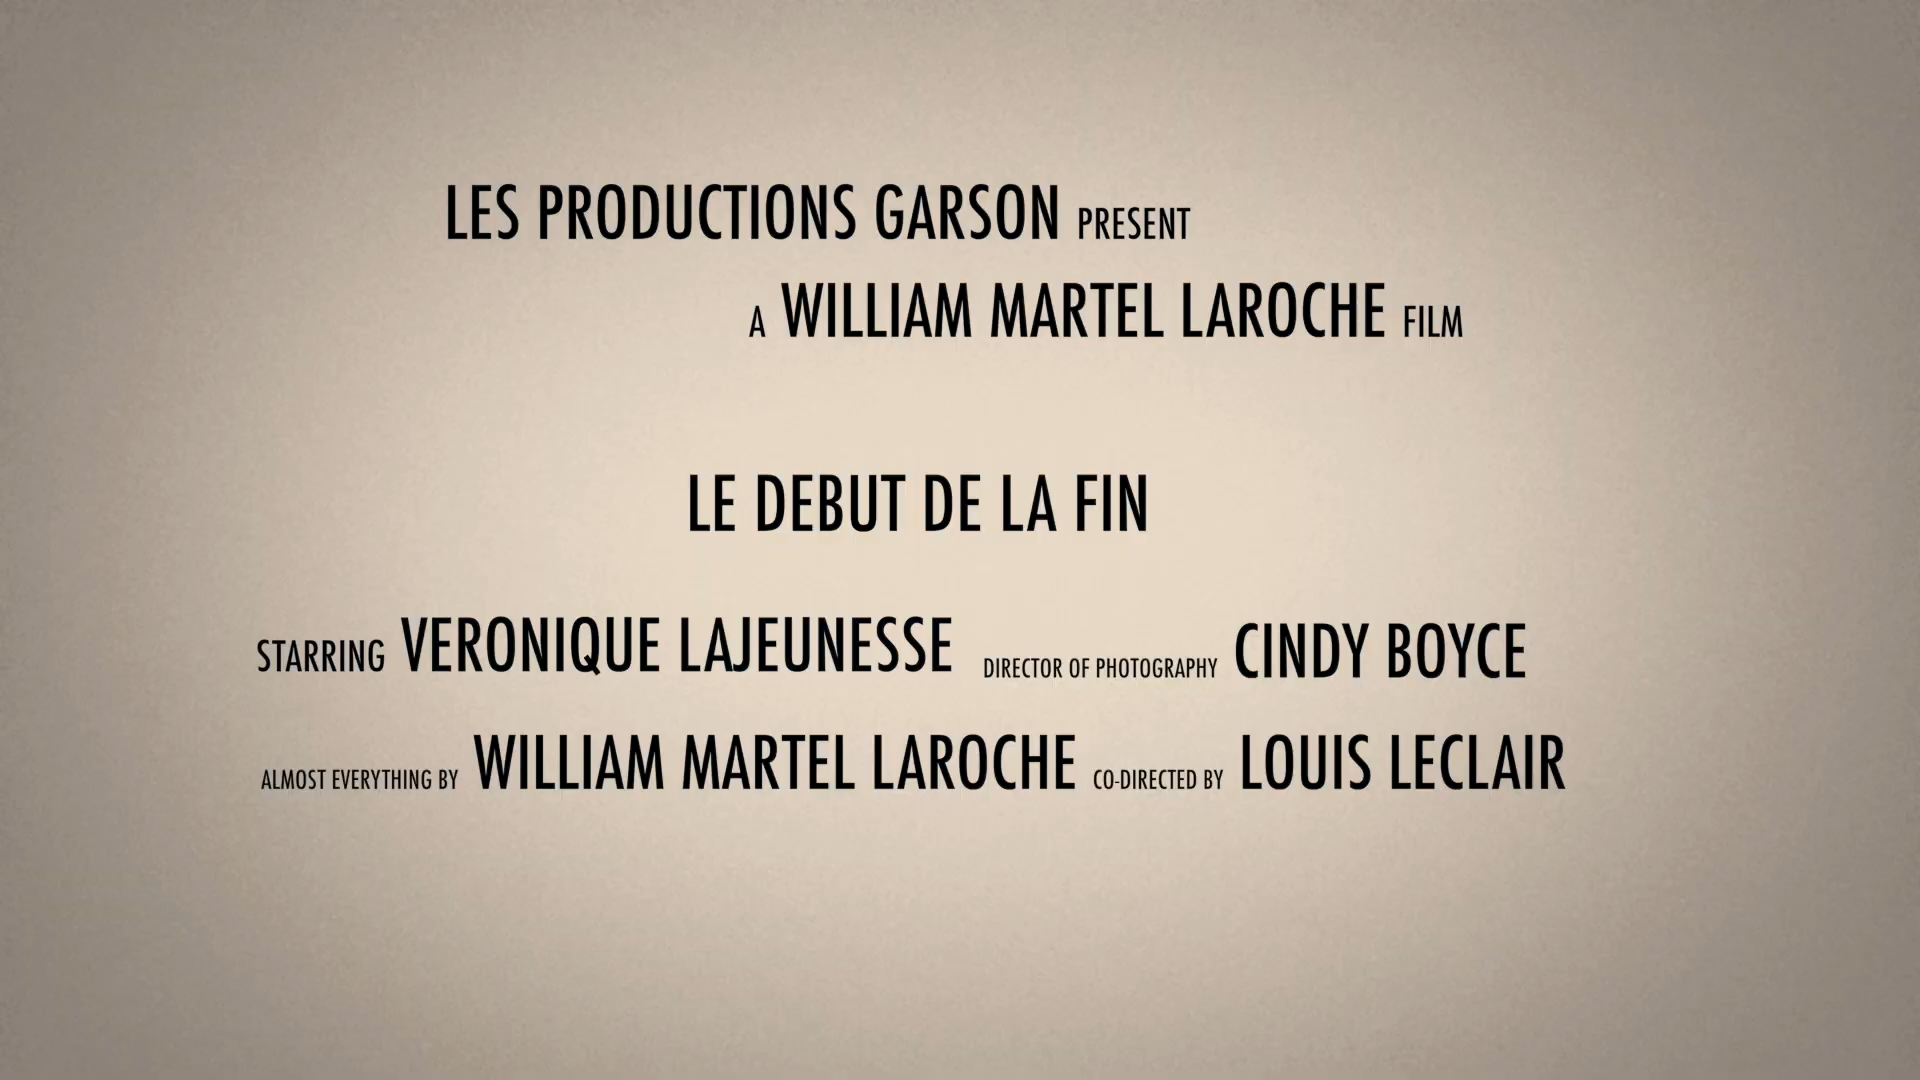 LES PRODUCTIONS GARSON PRESENT
A WILLIAM MARTEL LAROCHE FILM
LE DEBUT DE LA FIN
STARRING VERONIQUE LAJEUNESSE DIRECTOR OF PHOTOGRAPHY CINDY BOYCE
ALMOST EVERYTHING BY WILLIAM MARTEL LAROCHE CO-DIRECTED BY LOUIS LECLAIR